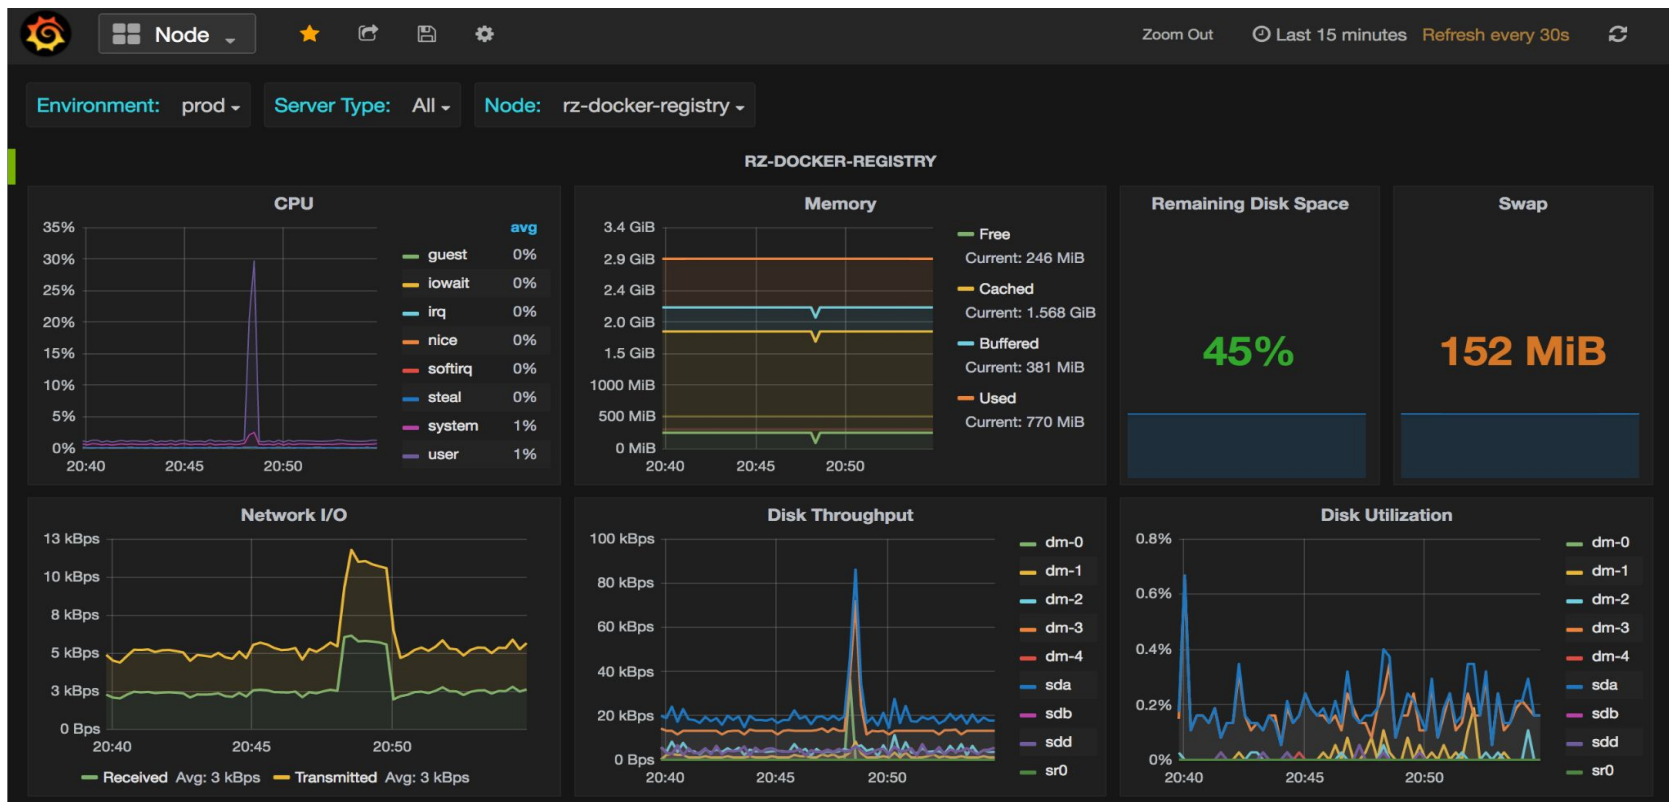 Node
Zoom Out Last 15 minutes Refresh every 30s
Environment: prod Server Type: All Node: rz-docker-registry
RZ-DOCKER-REGISTRY
CPU
35%
30%
25%
20%
15%
10%
5%
0%
20:40 20:45 20:50
avg
guest 0%
iowait 0%
irq 0%
nice 0%
softirq 0%
steal 0%
system 1%
user 1%
Memory
3.4 GiB
2.9 GiB
2.4 GiB
2.0 GiB
1.5 GiB
1000 MiB
500 MiB
0 MiB
20:40 20:45 20:50
Free
Current: 246 MiB
Cached
Current: 1.568 GiB
Buffered
Current: 381 MiB
Used
Current: 770 MiB
Remaining Disk Space
45%
Swap
152 MiB
Network I/O
13 kBps
10 kBps
8 kBps
5 kBps
3 kBps
0 Bps
20:40 20:45 20:50
Received Avg: 3 kBps Transmitted Avg: 3 kBps
Disk Throughput
100 kBps
80 kBps
60 kBps
40 kBps
20 kBps
0 Bps
20:40 20:45 20:50
dm-0
dm-1
dm-2
dm-3
dm-4
sda
sdb
sdd
sr0
Disk Utilization
0.8%
0.6%
0.4%
0.2%
0%
20:40 20:45 20:50
dm-0
dm-1
dm-2
dm-3
dm-4
sda
sdb
sdd
sr0